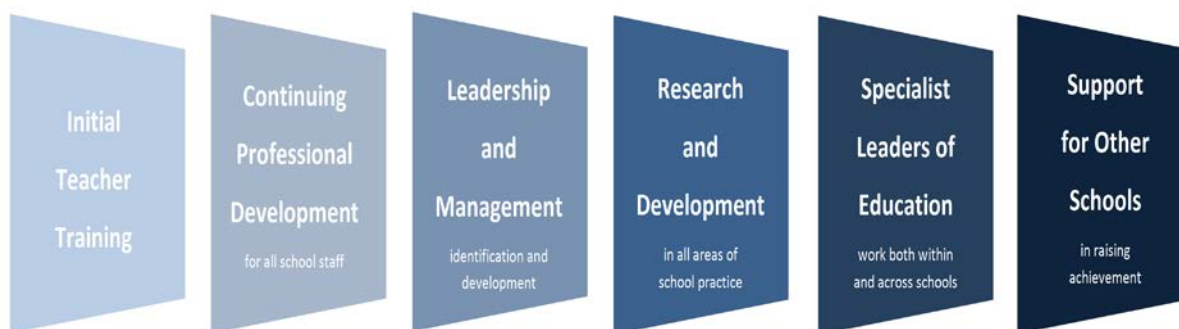 Initial
Teacher
Training
Continuing
Professional
Development
for all school staff
Leadership
and
Management
identification and
development
Research
and
Development
in all areas of
school practice
Specialist
Leaders of
Education
work both within
and across schools
Support
for Other
Schools
in raising
achievement